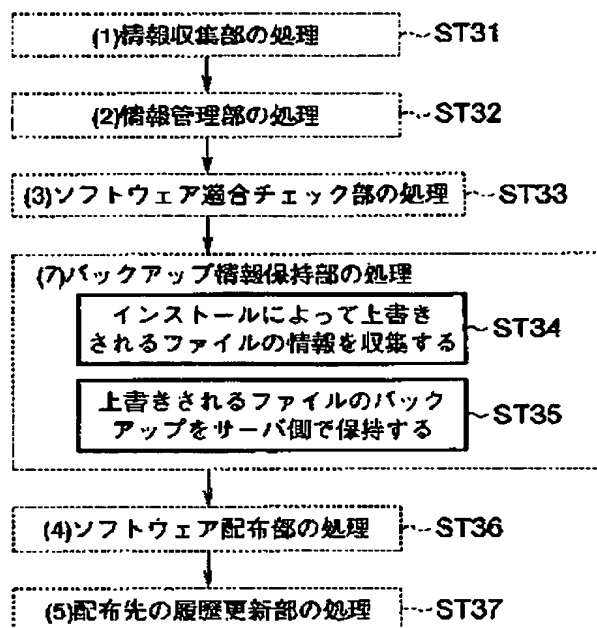 (1)情報収集部の処理 ST31
(2)情報管理部の処理 ST32
(3)ソフトウェア適合チェック部の処理 ST33
(7)バックアップ情報保持部の処理
インストールによって上書き
されるファイルの情報を収集する ST34
上書きされるファイルのバック
アップをサーバ側で保持する ST35
(4)ソフトウェア配布部の処理 ST36
(5)配布先の履歴更新部の処理 ST37